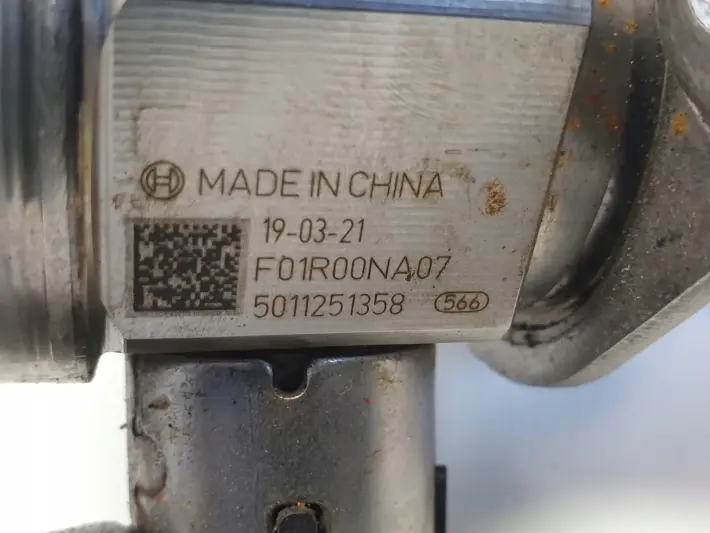 MADE IN CHINA
19-03-21
F01R00NA07
5011251358 566